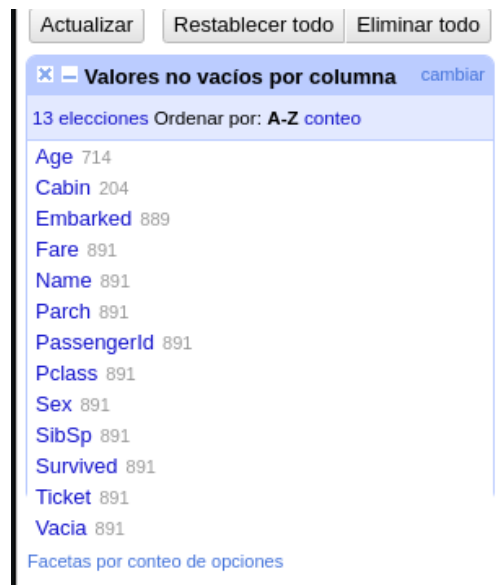 Actualizar Restablecer todo Eliminar todo
Valores no vacíos por columna cambiar
13 elecciones Ordenar por: A-Z conteo
Age 714
Cabin 204
Embarked 889
Fare 891
Name 891
Parch 891
PassengerId 891
Pclass 891
Sex 891
SibSp 891
Survived 891
Ticket 891
Vacia 891
Facetas por conteo de opciones